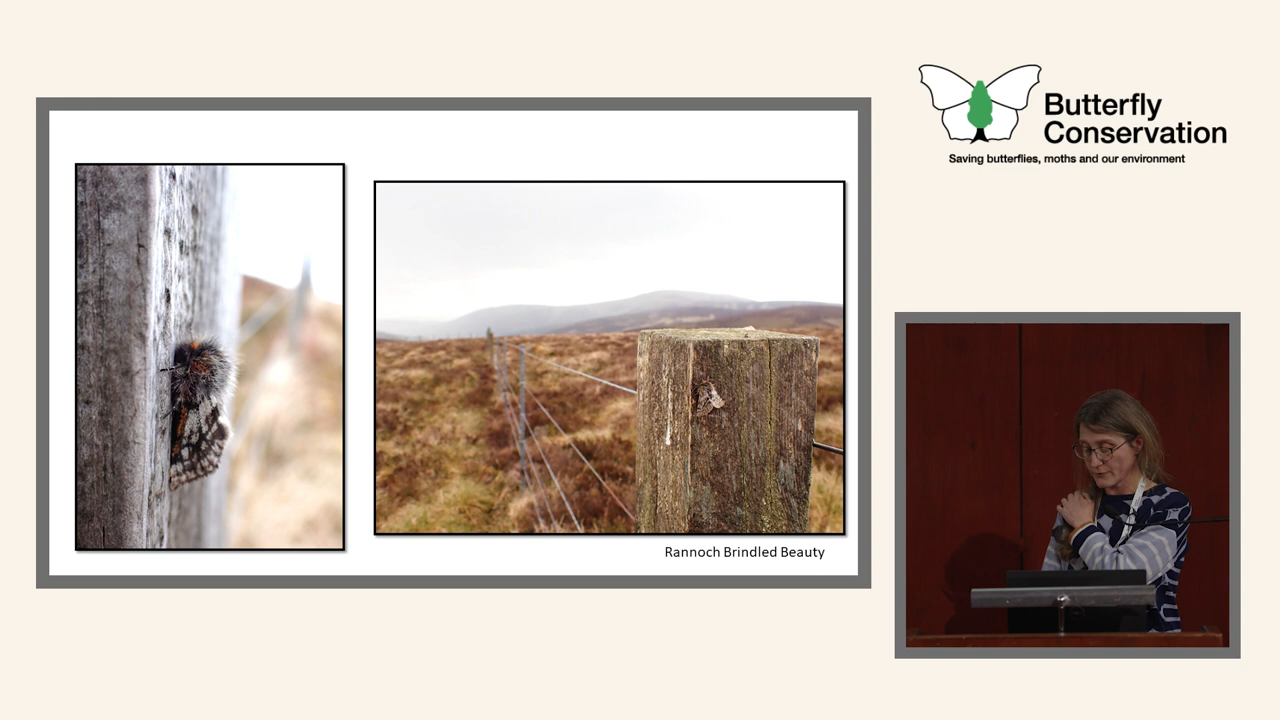 Butterfly
Conservation
Saving butterflies, moths and our environment
Rannoch Brindled Beauty